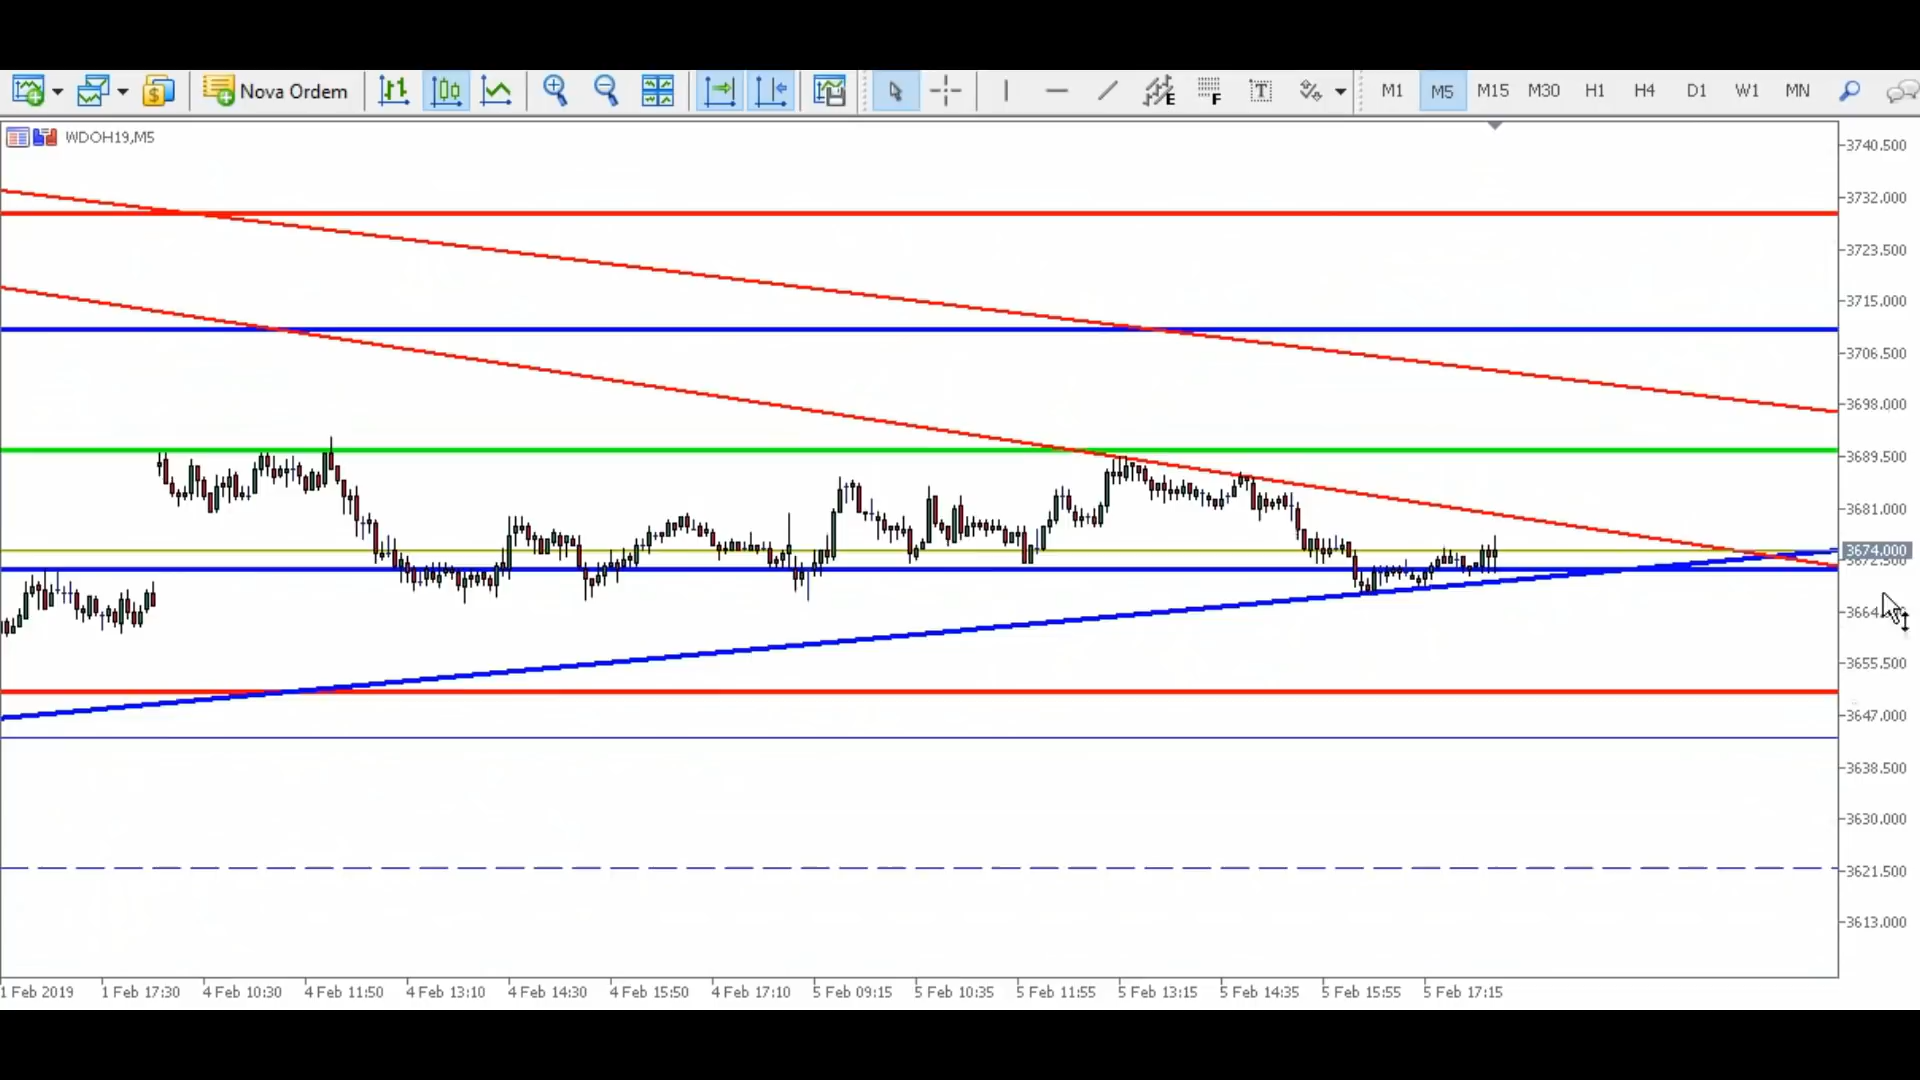 Nova Ordem
E
F
T
M1 M5 M15 M30 H1 H4 D1 W1 MN
WDOH19,M5
3740.500
3732.000
3723.500
3715.000
3706.500
3698.000
3689.500
3681.000
3674.000
3672.500
3664.
3655.500
3647.000
3638.500
3630.000
3621.500
3613.000
1 Feb 2019 1 Feb 17:30 4 Feb 10:30 4 Feb 11:50 4 Feb 13:10 4 Feb 14:30 4 Feb 15:50 4 Feb 17:10 5 Feb 09:15 5 Feb 10:35 5 Feb 11:55 5 Feb 13:15 5 Feb 14:35 5 Feb 15:55 5 Feb 17:15